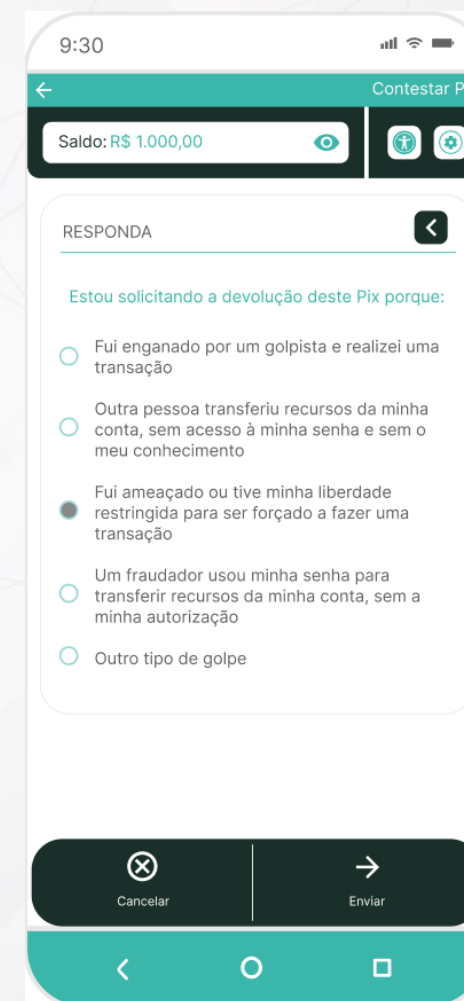 9:30
Contestar P
Saldo: R$ 1.000,00
RESPONDA
Estou solicitando a devolução deste Pix porque:
Fui enganado por um golpista e realizei uma
transação
Outra pessoa transferiu recursos da minha
conta, sem acesso à minha senha e sem o
meu conhecimento
Fui ameaçado ou tive minha liberdade
restringida para ser forçado a fazer uma
transação
Um fraudador usou minha senha para
transferir recursos da minha conta, sem a
minha autorização
Outro tipo de golpe
Cancelar
Enviar